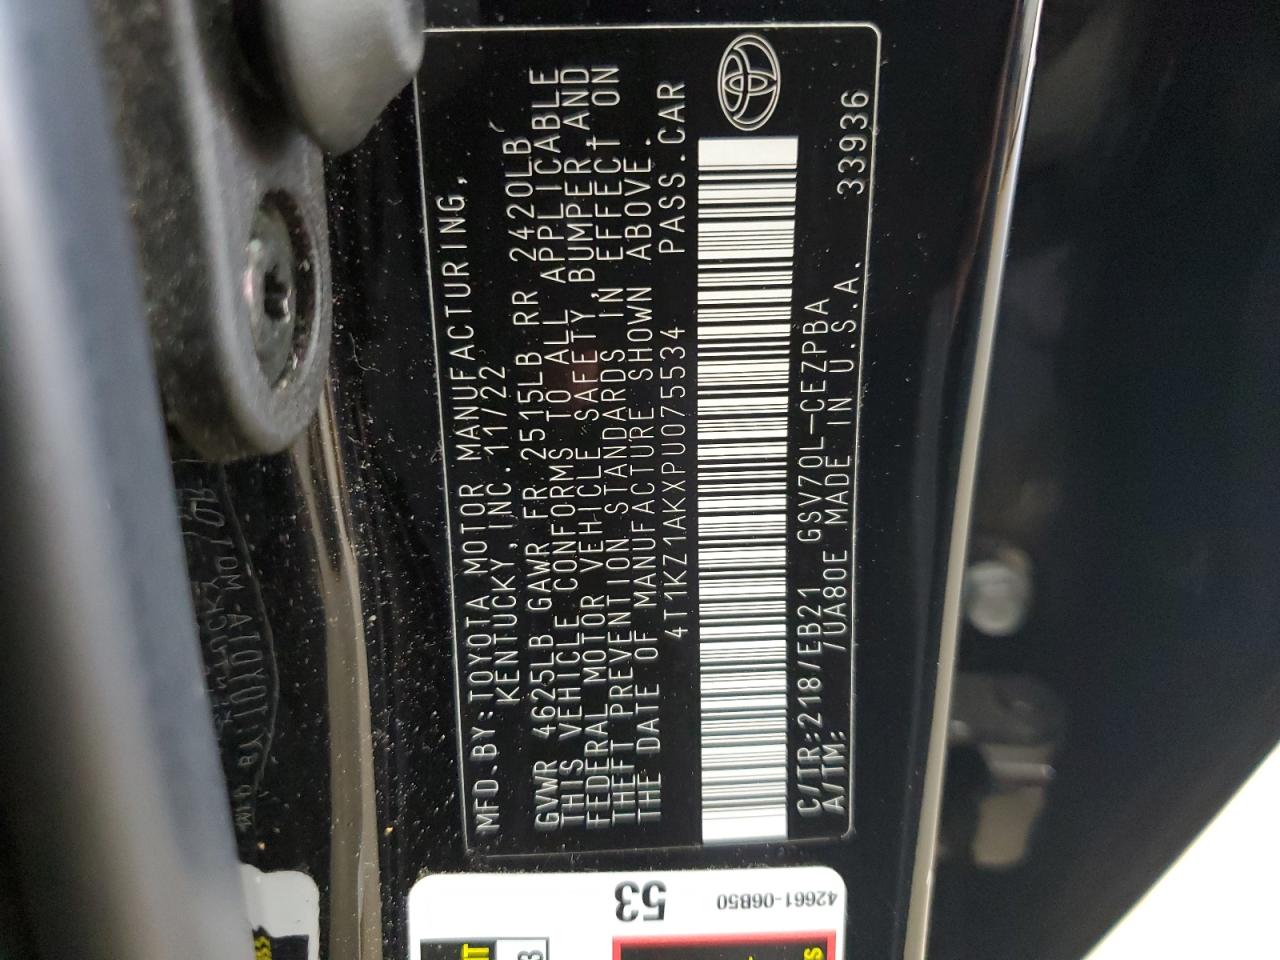 MFD.BY:TOYOTA MOTOR MANUFACTURING,
KENTUCKY,INC.11/22
GVWR 4625LB GAWR FR 2515LB RR 2420LB
THIS VEHICLE CONFORMS TO ALL APPLICABLE
FEDERAL MOTOR VEHICLE SAFETY,BUMPER,AND
THEFT PREVENTION STANDARDS IN EFFECT ON
THE DATE OF MANUFACTURE SHOWN ABOVE.
4T1KZ1AKXPU075534 PASS.CAR
C/TR:218/EB21 GSV70L-CEZPBA
A/TM: /UA80E MADE IN U.S.A. 33936
53
42661-06B50